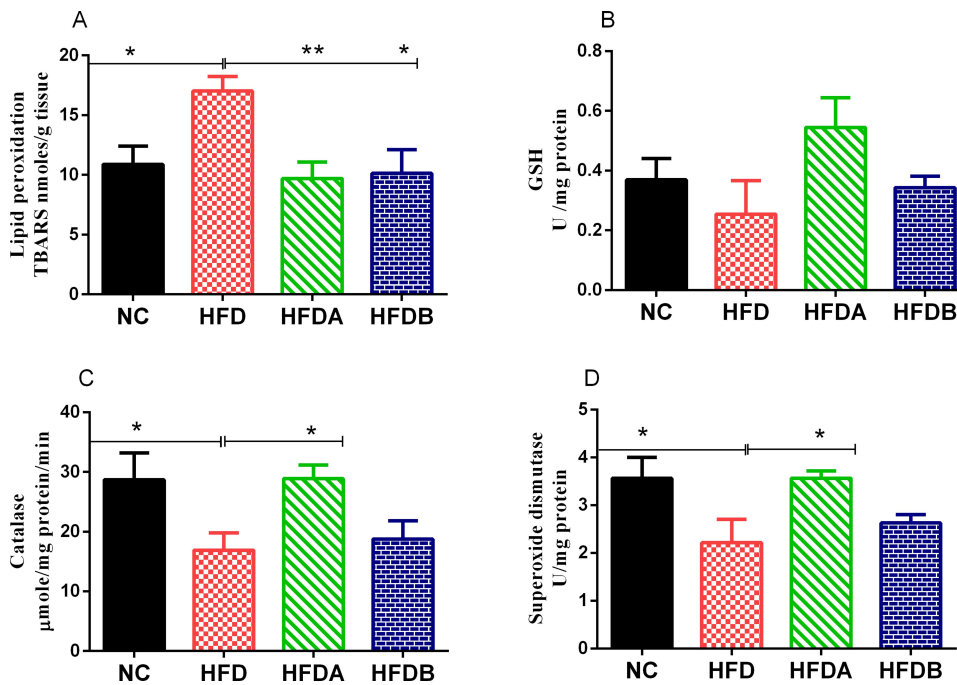 A
Lipid peroxidation
TBARS nmoles/g tissue
20
15
10
5
0
* ** *
NC HFD HFDA HFDB
B
GSH
U /mg protein
0.8
0.6
0.4
0.2
0.0
NC HFD HFDA HFDB
C
Catalase
µmole/mg protein/min
40
30
20
10
0
* *
NC HFD HFDA HFDB
D
Superoxide dismutase
U/mg protein
5
4
3
2
1
0
* *
NC HFD HFDA HFDB